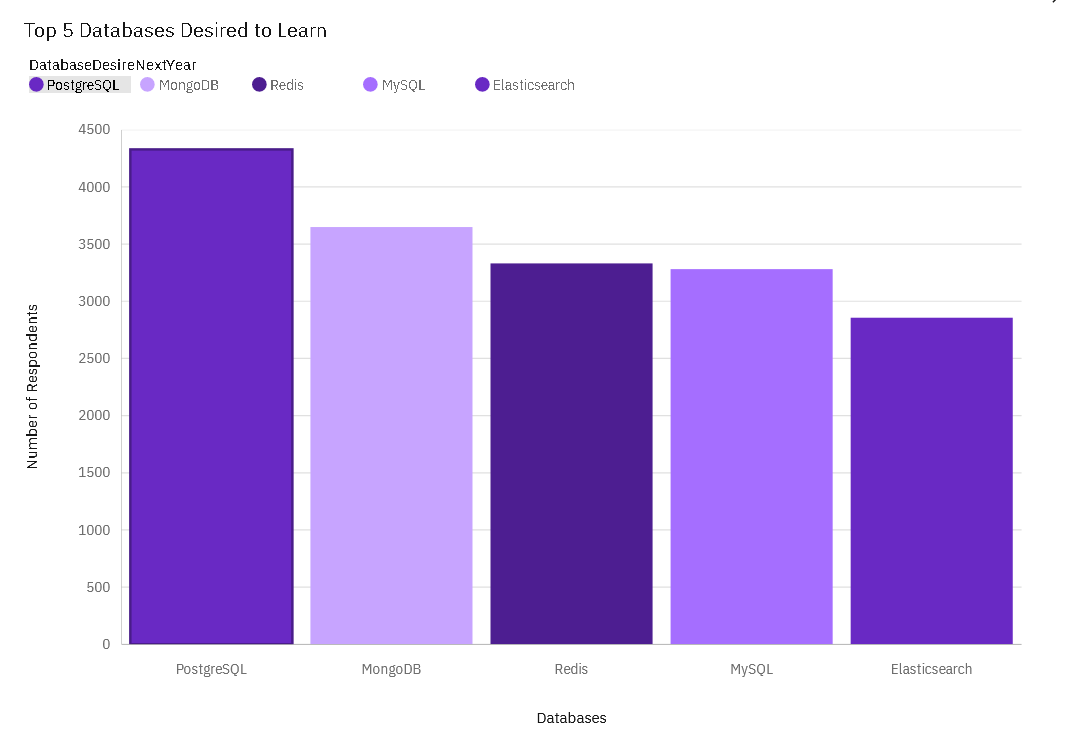 Top 5 Databases Desired to Learn
DatabaseDesireNextYear
PostgreSQL MongoDB Redis MySQL Elasticsearch
4500
4000
3500
3000
2500
2000
1500
1000
500
0
Number of Respondents
PostgreSQL MongoDB Redis MySQL Elasticsearch
Databases